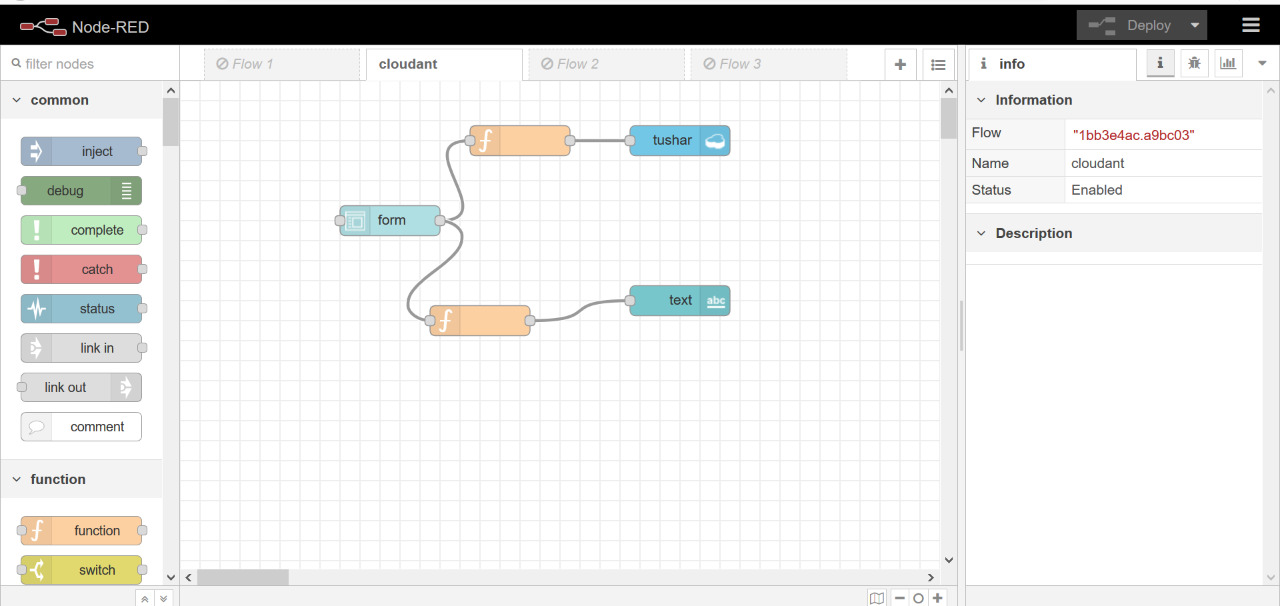 Node-RED
Deploy
filter nodes
Flow 1
cloudant
Flow 2
Flow 3
i info
i
common
inject
debug
complete
catch
status
link in
link out
comment
function
function
switch
tushar
form
text
abc
Information
Flow "1bb3e4ac.a9bc03"
Name cloudant
Status Enabled
Description